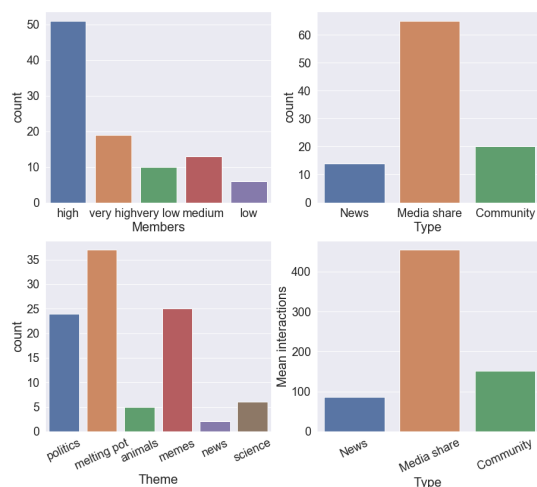 50
40
30
20
10
0
count
high very high very low medium low
Members
60
50
40
30
20
10
0
count
News Media share Community
Type
35
30
25
20
15
10
5
0
count
politics melting pot animals memes news science
Theme
400
300
200
100
0
Mean interactions
News Media share Community
Type